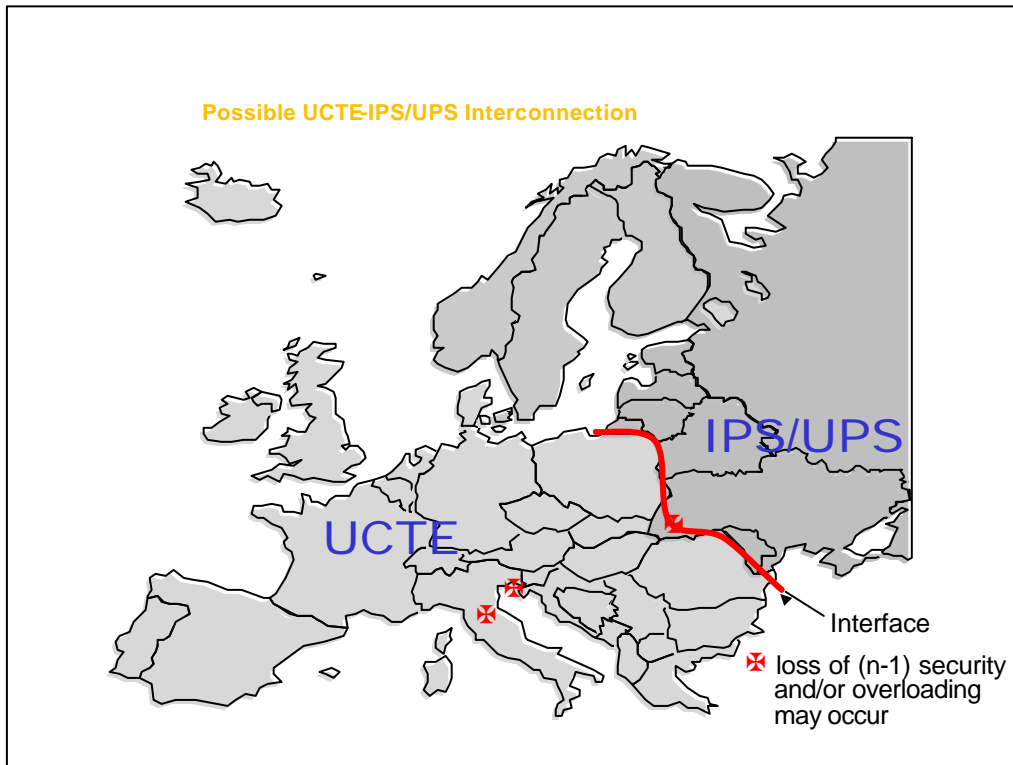 Possible UCTE-IPS/UPS Interconnection
IPS/UPS
UCTE
Interface
loss of (n-1) security
and/or overloading
may occur